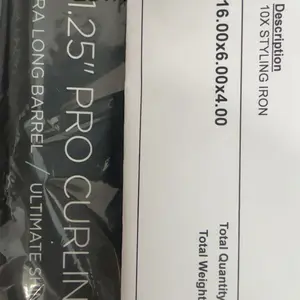 1.25" PRO CURLIN
RA LONG BARREL / ULTIMATE
Description
10X STYLING IRON
16.00x6.00x4.00
Total Quantity
Total Weight